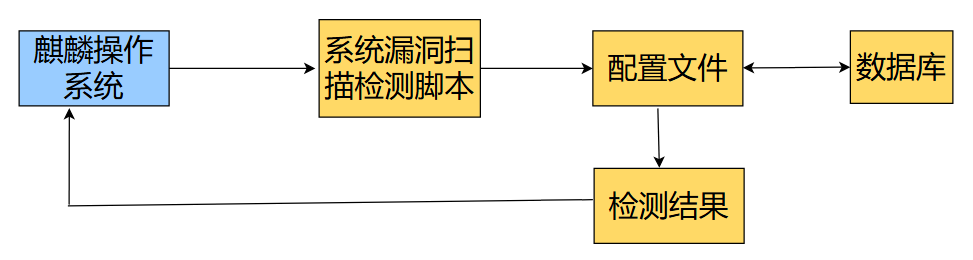 麒麟操作
系统
系统漏洞扫
描检测脚本
配置文件
数据库
检测结果